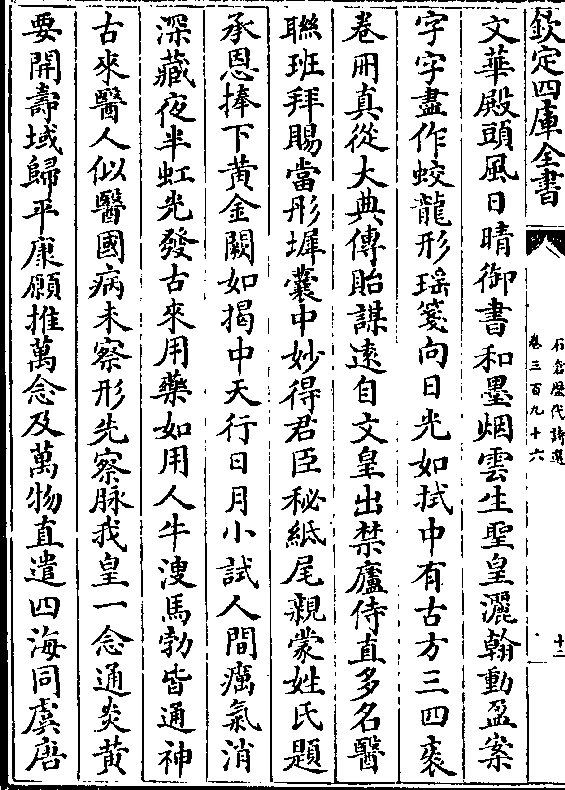 欽定四庫全書
石倉歷代詩選
卷三百九十六
十二
文華殿頭風日晴御書和墨烟雲生聖皇灑翰動盈案
字字盡作蛟龍形瑶箋向日光如拭中有古方三四裘
卷冊真從大典傳貽謀逺自文皇出禁廬侍直多名醫
聯班拜賜當彤墀囊中妙得君臣秘紙尾親蒙姓氏題
承恩捧下黄金闕如掲中天行日月小試人間癘氣消
深藏夜半虹光發古來用藥如用人牛溲馬勃皆通神
古來醫人似醫國病未察形先察脉我皇一念通炎黄
要開壽域歸平康願推萬念及萬物直遣四海同虞唐